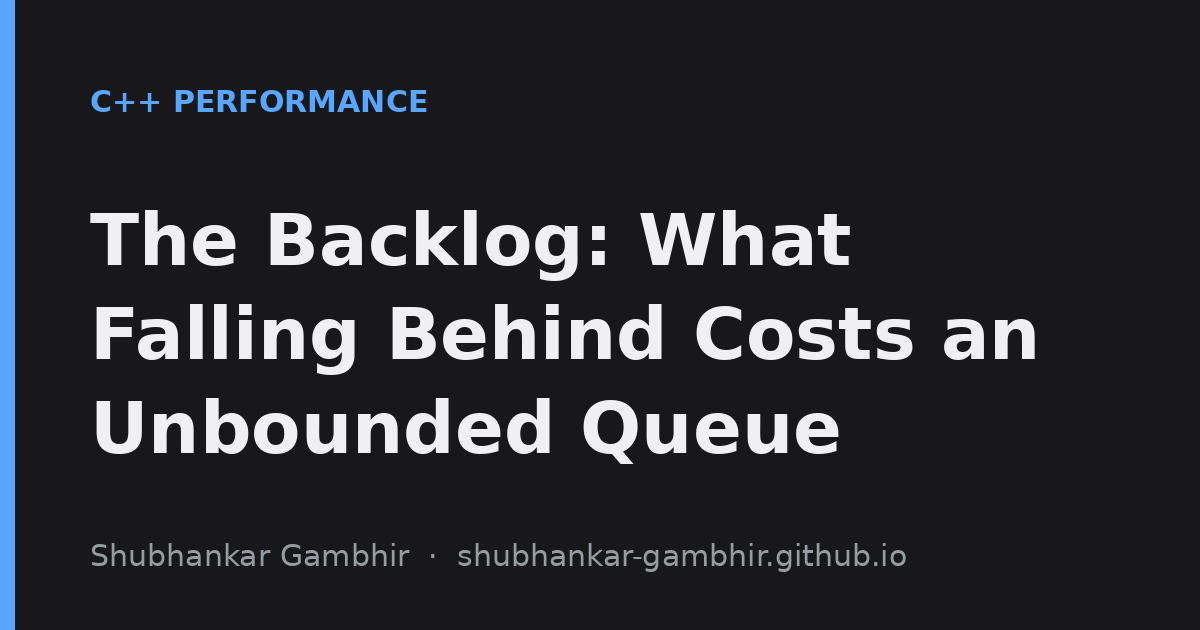 C++ PERFORMANCE
The Backlog: What
Falling Behind Costs an
Unbounded Queue
Shubhankar Gambhir · shubhankar-gambhir.github.io